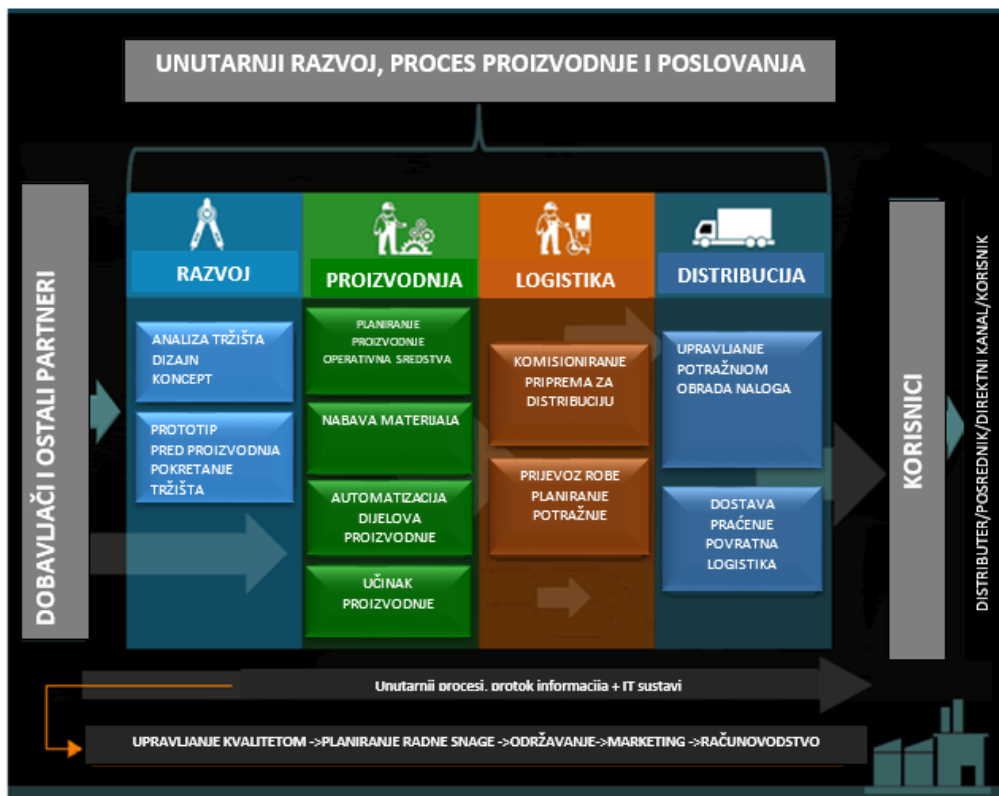 UNUTARNJI RAZVOJ, PROCES PROIZVODNJE I POSLOVANJA
DOBAVLJAČI I OSTALI PARTNERI
RAZVOJ
ANALIZA TRŽIŠTA
DIZAJN
KONCEPT
PROTOTIP
PRED PROIZVODNJA
POKRETANJE
TRŽIŠTA
PROIZVODNJA
PLANIRANJE
PROIZVODNJE
OPERATIVNA SREDSTVA
NABAVA MATERIJALA
AUTOMATIZACIJA
DIJELOVA
PROIZVODNJE
UČINAK
PROIZVODNJE
LOGISTIKA
KOMISIONIRANJE
PRIPREMA ZA
DISTRIBUCIJU
PRIJEVOZ ROBE
PLANIRANJE
POTRAŽNJE
DISTRIBUCIJA
UPRAVLJANJE
POTRAŽNJOM
OBRADA NALOGA
DOSTAVA
PRAĆENJE
POVRATNA
LOGISTIKA
KORISNICI
DISTRIBUTER/POSREDNIK/DIREKTNI KANAL/KORISNIK
Unutarnji procesi, protok informacija + IT sustavi
UPRAVLJANJE KVALITETOM ->PLANIRANJE RADNE SNAGE ->ODRŽAVANJE->MARKETING ->RAČUNOVODSTVO